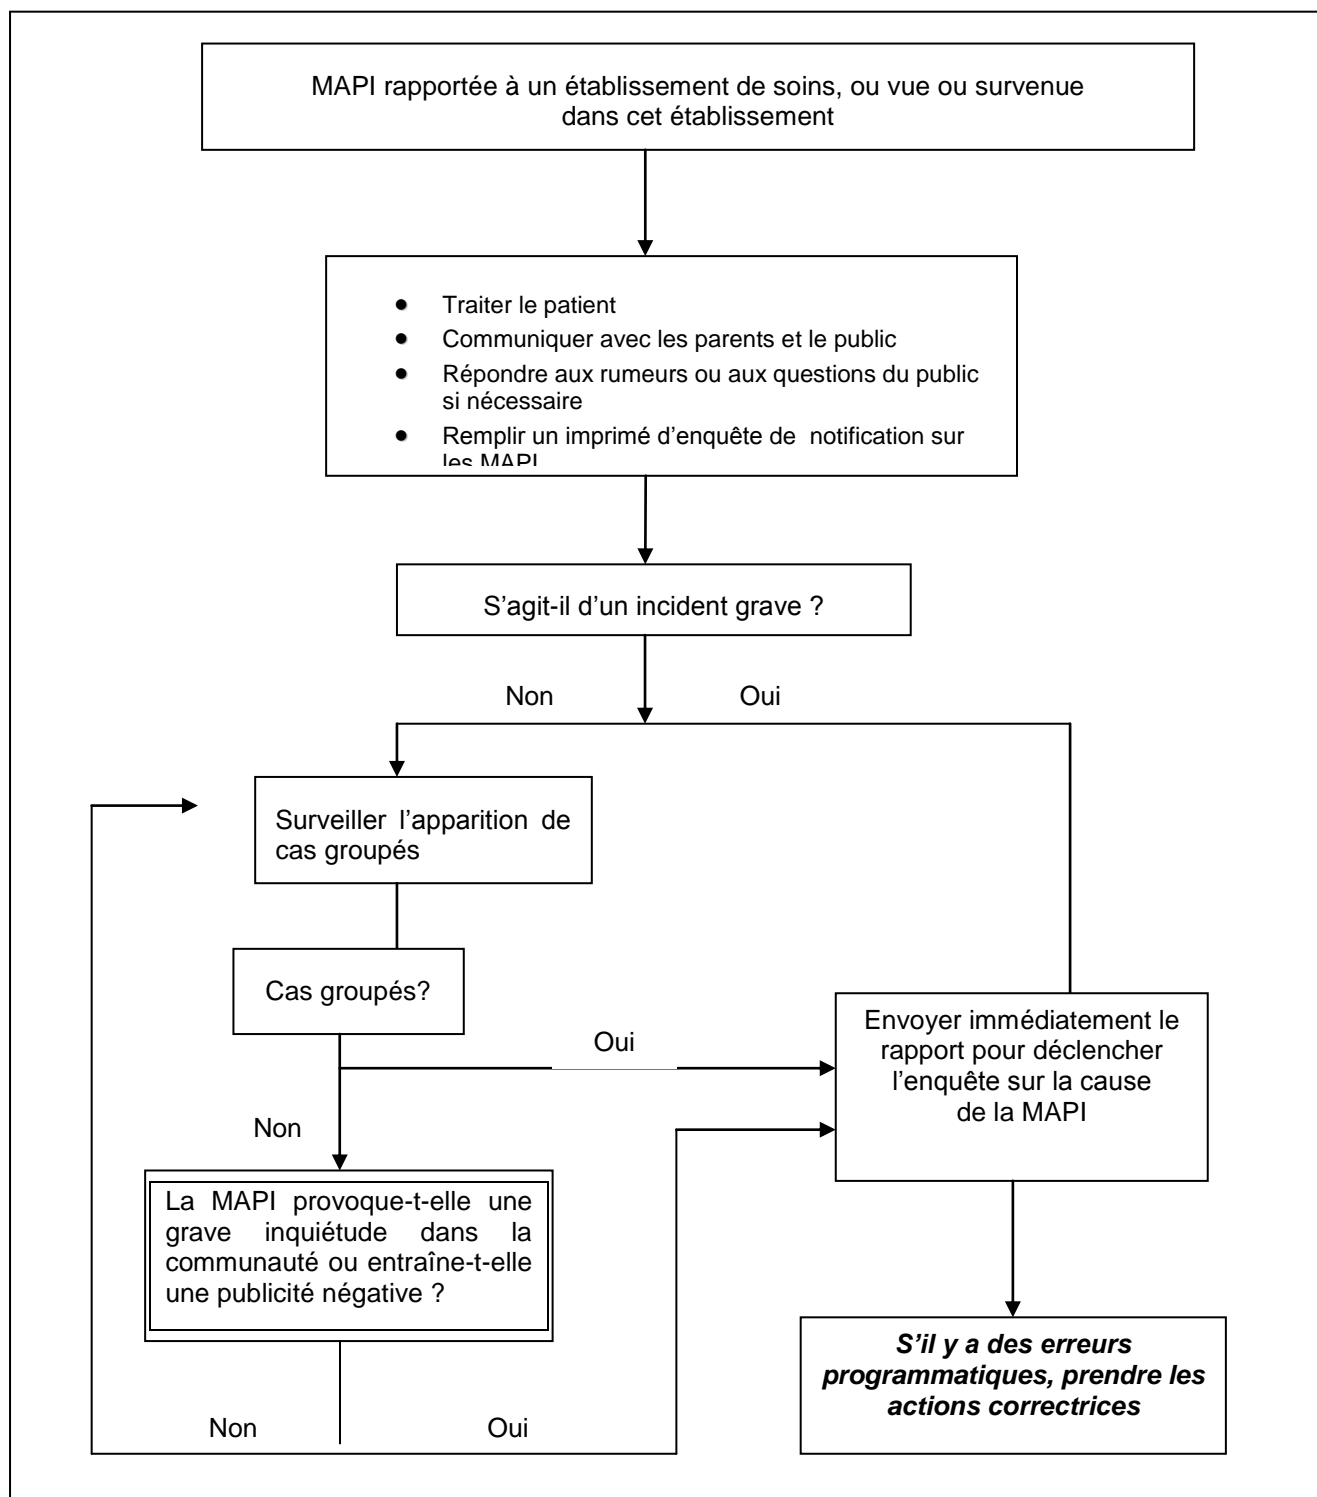 MAPI rapportée à un établissement de soins, ou vue ou survenue
dans cet établissement
• Traiter le patient
• Communiquer avec les parents et le public
• Répondre aux rumeurs ou aux questions du public
si nécessaire
• Remplir un imprimé d’enquête de notification sur
les MAPI
S’agit-il d’un incident grave ?
Non Oui
Surveiller l’apparition de
cas groupés
Cas groupés?
Oui
Envoyer immédiatement le
rapport pour déclencher
l’enquête sur la cause
de la MAPI
Non
La MAPI provoque-t-elle une
grave inquiétude dans la
communauté ou entraîne-t-elle
une publicité négative ?
S’il y a des erreurs
programmatiques, prendre les
actions correctrices
Non Oui